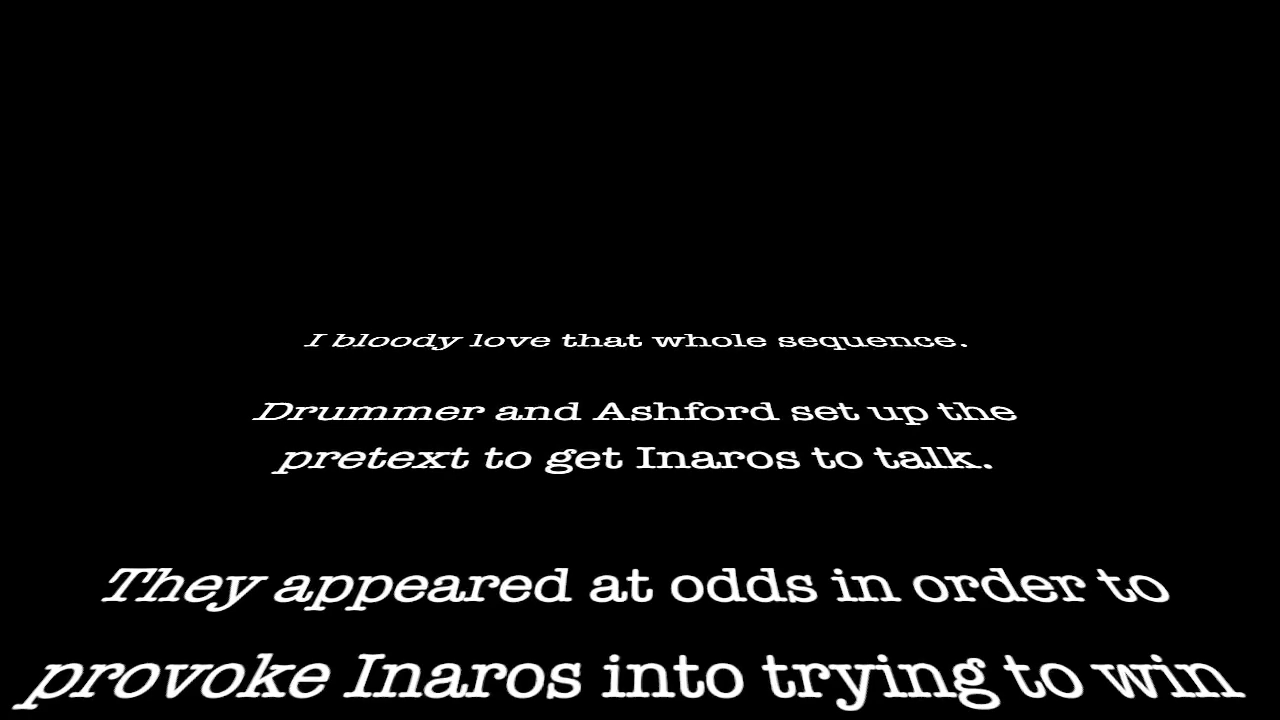 I bloody love that whole sequence.
Drummer and Ashford set up the
pretext to get Inaros to talk.
They appeared at odds in order to
provoke Inaros into trying to win